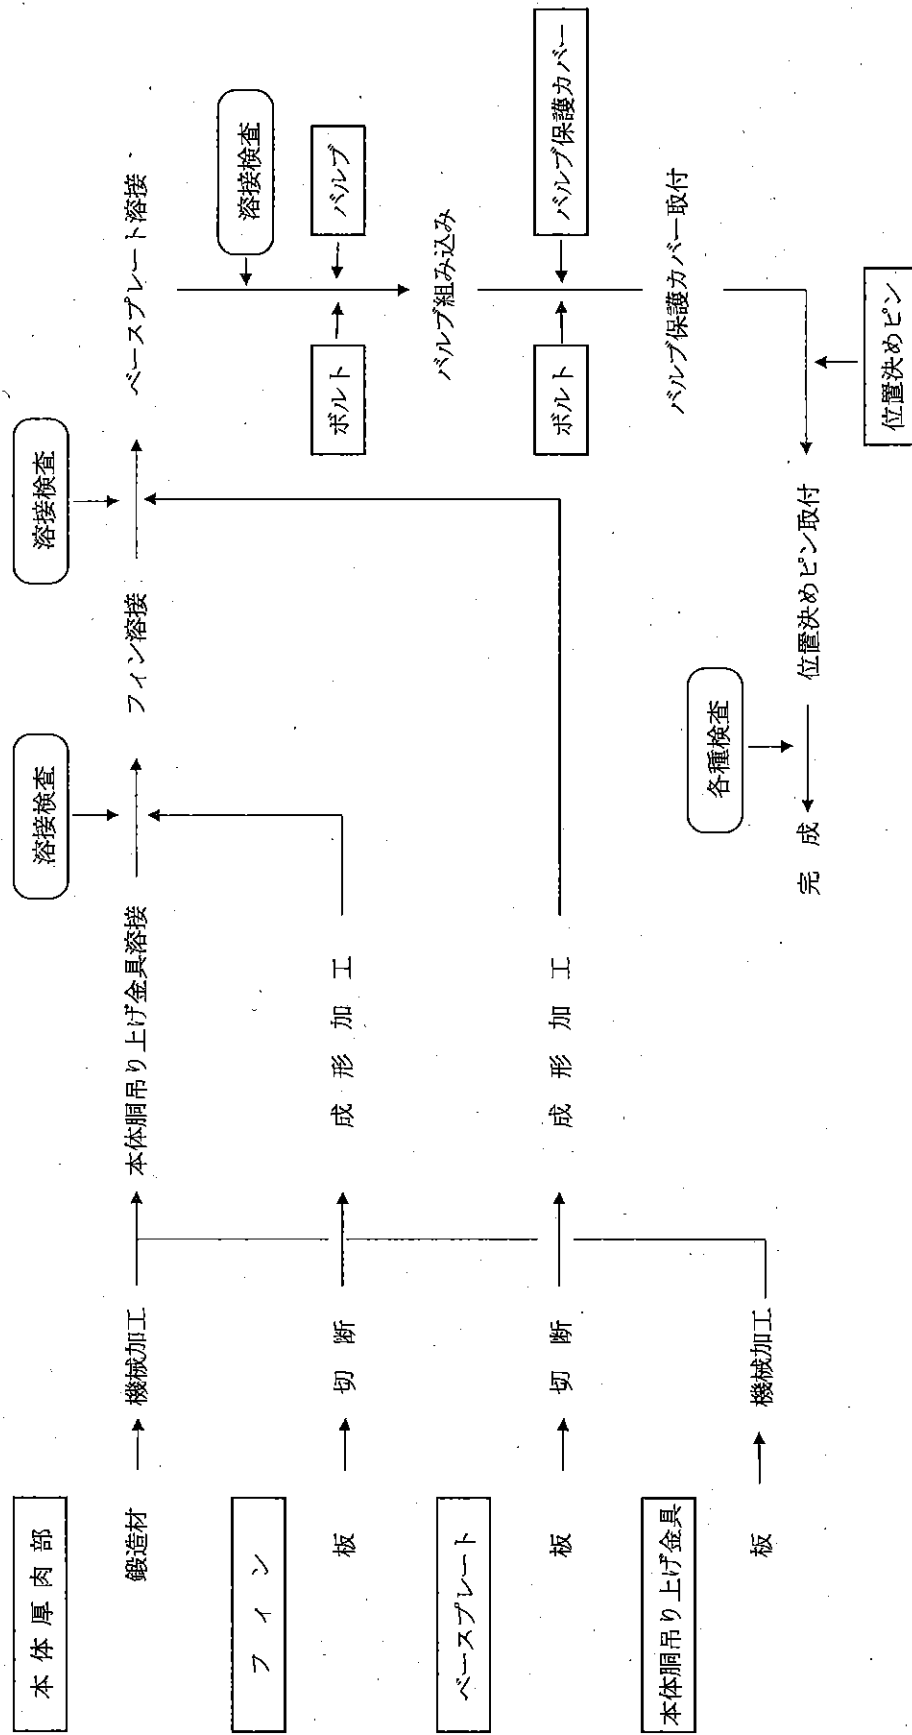 本体厚肉部
鍛造材
機械加工
本体胴吊り上げ金具溶接
溶接検査
フィン溶接
溶接検査
ベースプレート溶接
フィン
板
切断
成形加工
ベースプレート
板
切断
成形加工
本体胴吊り上げ金具
板
機械加工
溶接検査
ボルト
バルブ
バルブ組み込み
ボルト
バルブ保護カバー
バルブ保護カバー取付
位置決めピン
位置決めピン取付
各種検査
完成